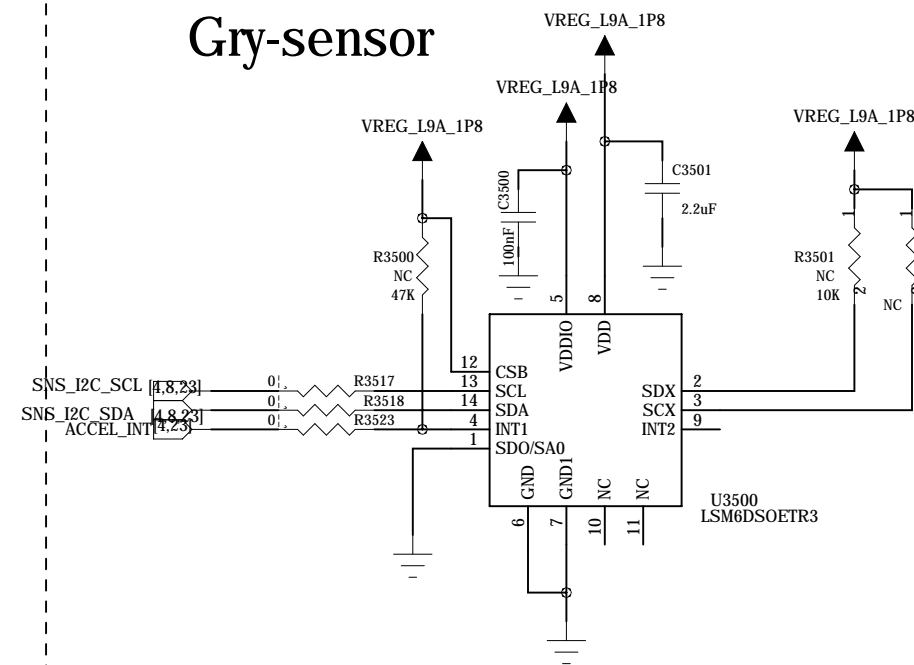 Gry-sensor
VREG_L9A_1P8
VREG_L9A_1P8
VREG_L9A_1P8
VREG_L9A_1P8
C3500
100nF
C3501
2.2uF
R3500
NC
47K
R3501
NC
10K
1
2
1
NC
5
8
VDDIO
VDD
12
CSB
SNS_I2C_SCL
[4,8,23]
0
R3517
13
SCL
SNS_I2C_SDA
[4,8,23]
0
R3518
14
SDA
ACCEL_INT
[4,23]
0
R3523
4
INT1
1
SDO/SA0
SDX
2
SCX
3
INT2
9
GND
GND1
NC
NC
6
7
10
11
U3500
LSM6DSOETR3